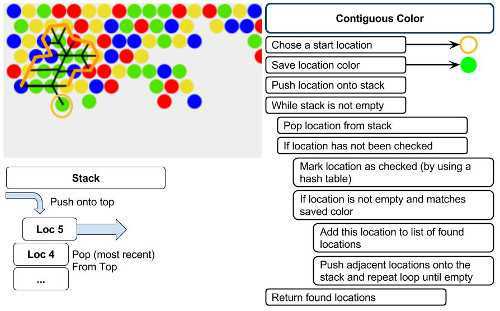 Contiguous Color
Chose a start location
Save location color
Push location onto stack
While stack is not empty
Pop location from stack
If location has not been checked
Mark location as checked (by using a
hash table)
If location is not empty and matches
saved color
Add this location to list of found
locations
Push adjacent locations onto the
stack and repeat loop until empty
Return found locations
Stack
Push onto top
Loc 5
Loc 4
Pop (most recent)
From Top
...